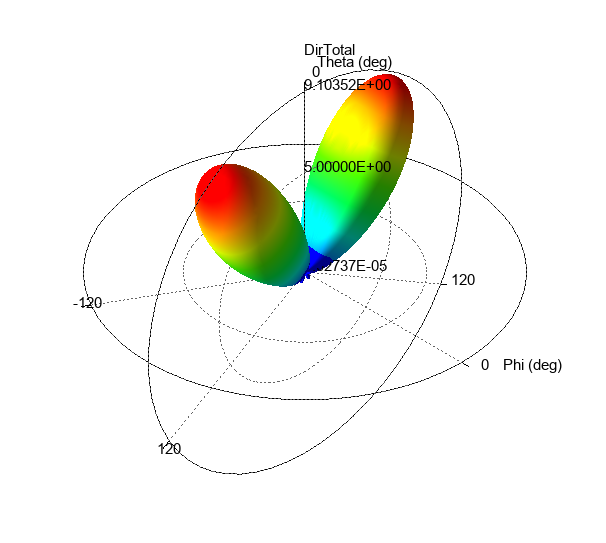 DirTotal
Theta (deg)
0
9.10352E+00
5.00000E+00
2737E-05
120
-120
0 Phi (deg)
120